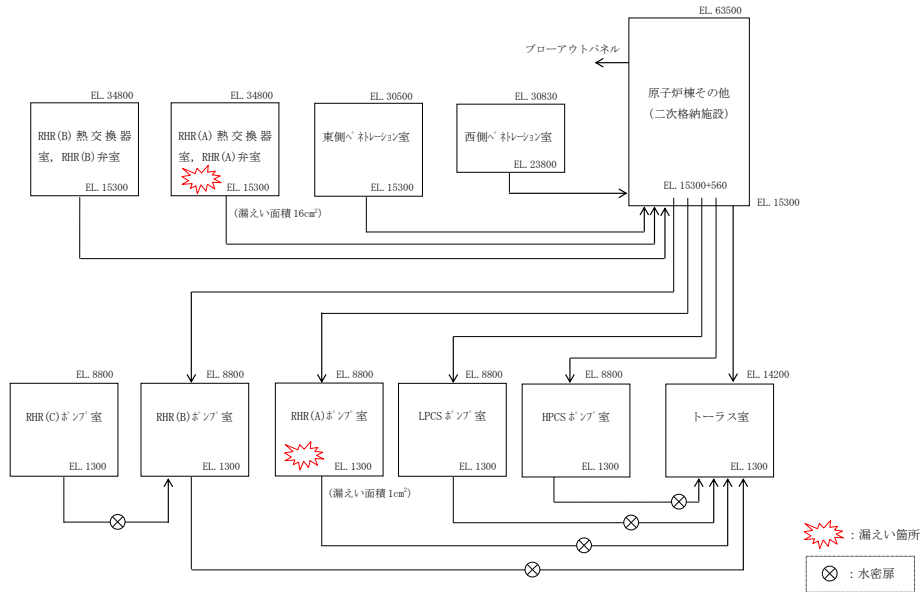 EL. 63500
ブローアウトパネル
原子炉棟その他
(二次格納施設)
EL. 15300+560
EL. 15300
EL. 34800
RHR(B)熱交換器
室, RHR(B)弁室
EL. 15300
EL. 34800
RHR(A)熱交換器
室, RHR(A)弁室
EL. 15300
(漏えい面積 16cm²)
EL. 30500
東側ペネトレーション室
EL. 15300
EL. 30830
西側ペネトレーション室
EL. 23800
EL. 8800
RHR(C)ポンプ室
EL. 1300
EL. 8800
RHR(B)ポンプ室
EL. 1300
EL. 8800
RHR(A)ポンプ室
EL. 1300
(漏えい面積 1cm²)
EL. 8800
LPCSポンプ室
EL. 1300
EL. 8800
HPCSポンプ室
EL. 1300
EL. 14200
トーラス室
EL. 1300
:漏えい箇所
:水密扉